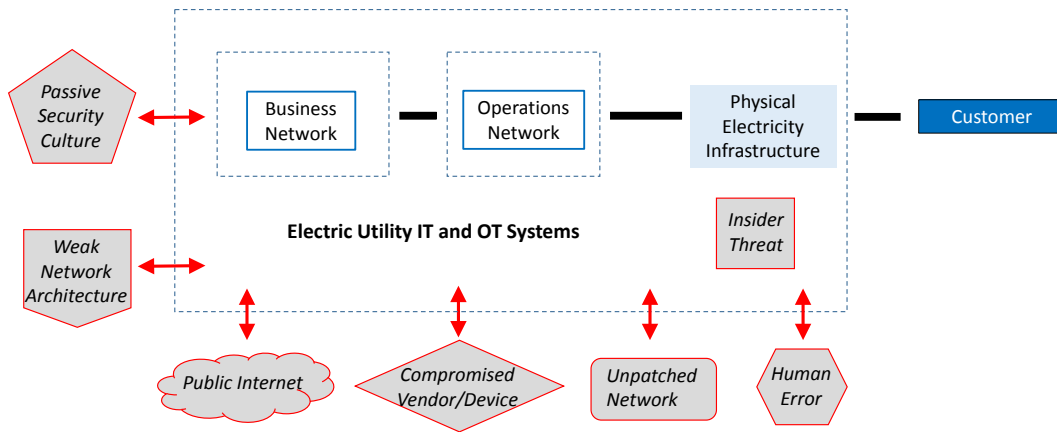 Passive
Security
Culture
Business
Network
Operations
Network
Physical
Electricity
Infrastructure
Customer
Electric Utility IT and OT Systems
Insider
Threat
Weak
Network
Architecture
Public Internet
Compromised
Vendor/Device
Unpatched
Network
Human
Error